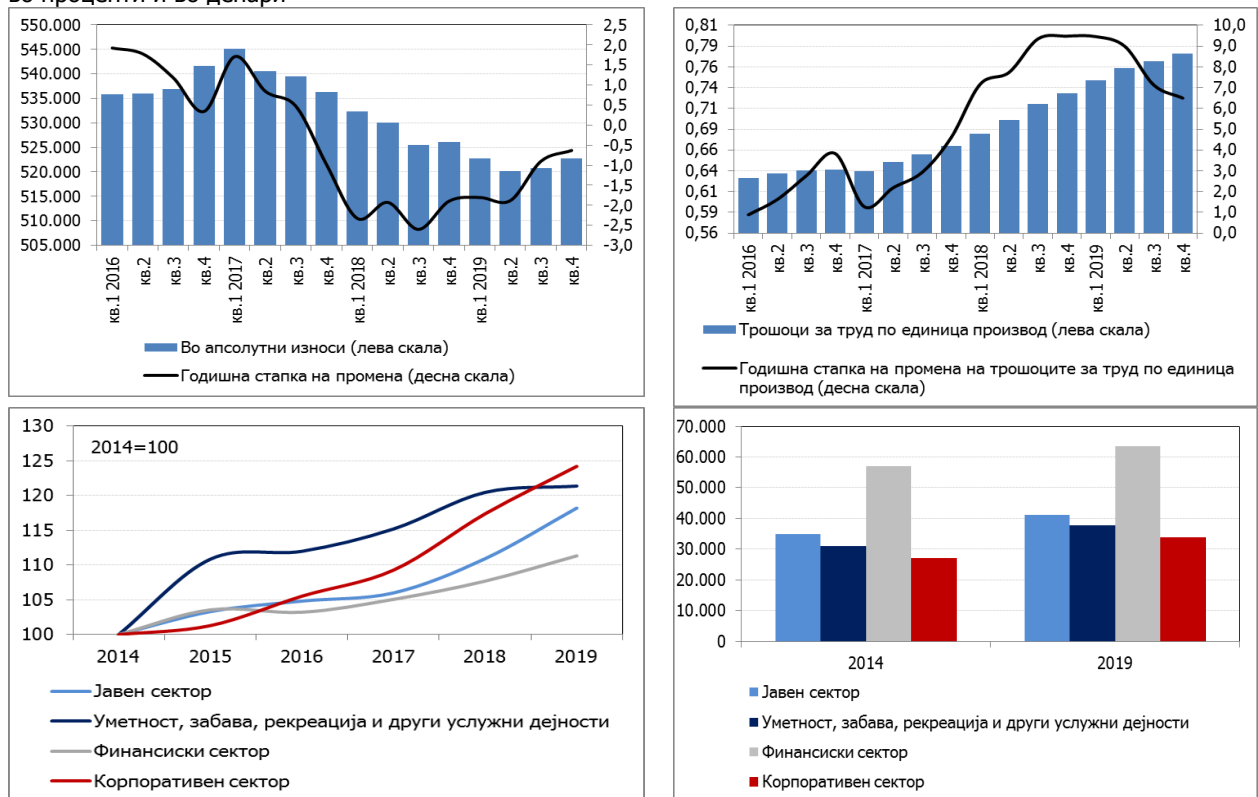 во проценти и во денари
550.000
545.000
540.000
535.000
530.000
525.000
520.000
515.000
510.000
505.000
2,5
2,0
1,5
1,0
0,5
0,0
-0,5
-1,0
-1,5
-2,0
-2,5
-3,0
кв.1 2016
кв.2
кв.3
кв.4
кв.1 2017
кв.2
кв.3
кв.4
кв.1 2018
кв.2
кв.3
кв.4
кв.1 2019
кв.2
кв.3
кв.4
Во апсолутни износи (лева скала)
Годишна стапка на промена (десна скала)
0,81
0,79
0,76
0,74
0,71
0,69
0,66
0,64
0,61
0,59
0,56
10,0
9,0
8,0
7,0
6,0
5,0
4,0
3,0
2,0
1,0
0,0
кв.1 2016
кв.2
кв.3
кв.4
кв.1 2017
кв.2
кв.3
кв.4
кв.1 2018
кв.2
кв.3
кв.4
кв.1 2019
кв.2
кв.3
кв.4
Трошоци за труд по единица производ (лева скала)
Годишна стапка на промена на трошоците за труд по единица
производ (десна скала)
130
125
120
115
110
105
100
2014=100
2014 2015 2016 2017 2018 2019
Јавен сектор
Уметност, забава, рекреација и други услужни дејности
Финансиски сектор
Корпоративен сектор
70.000
60.000
50.000
40.000
30.000
20.000
10.000
0
2014 2019
Јавен сектор
Уметност, забава, рекреација и други услужни дејности
Финансиски сектор
Корпоративен сектор